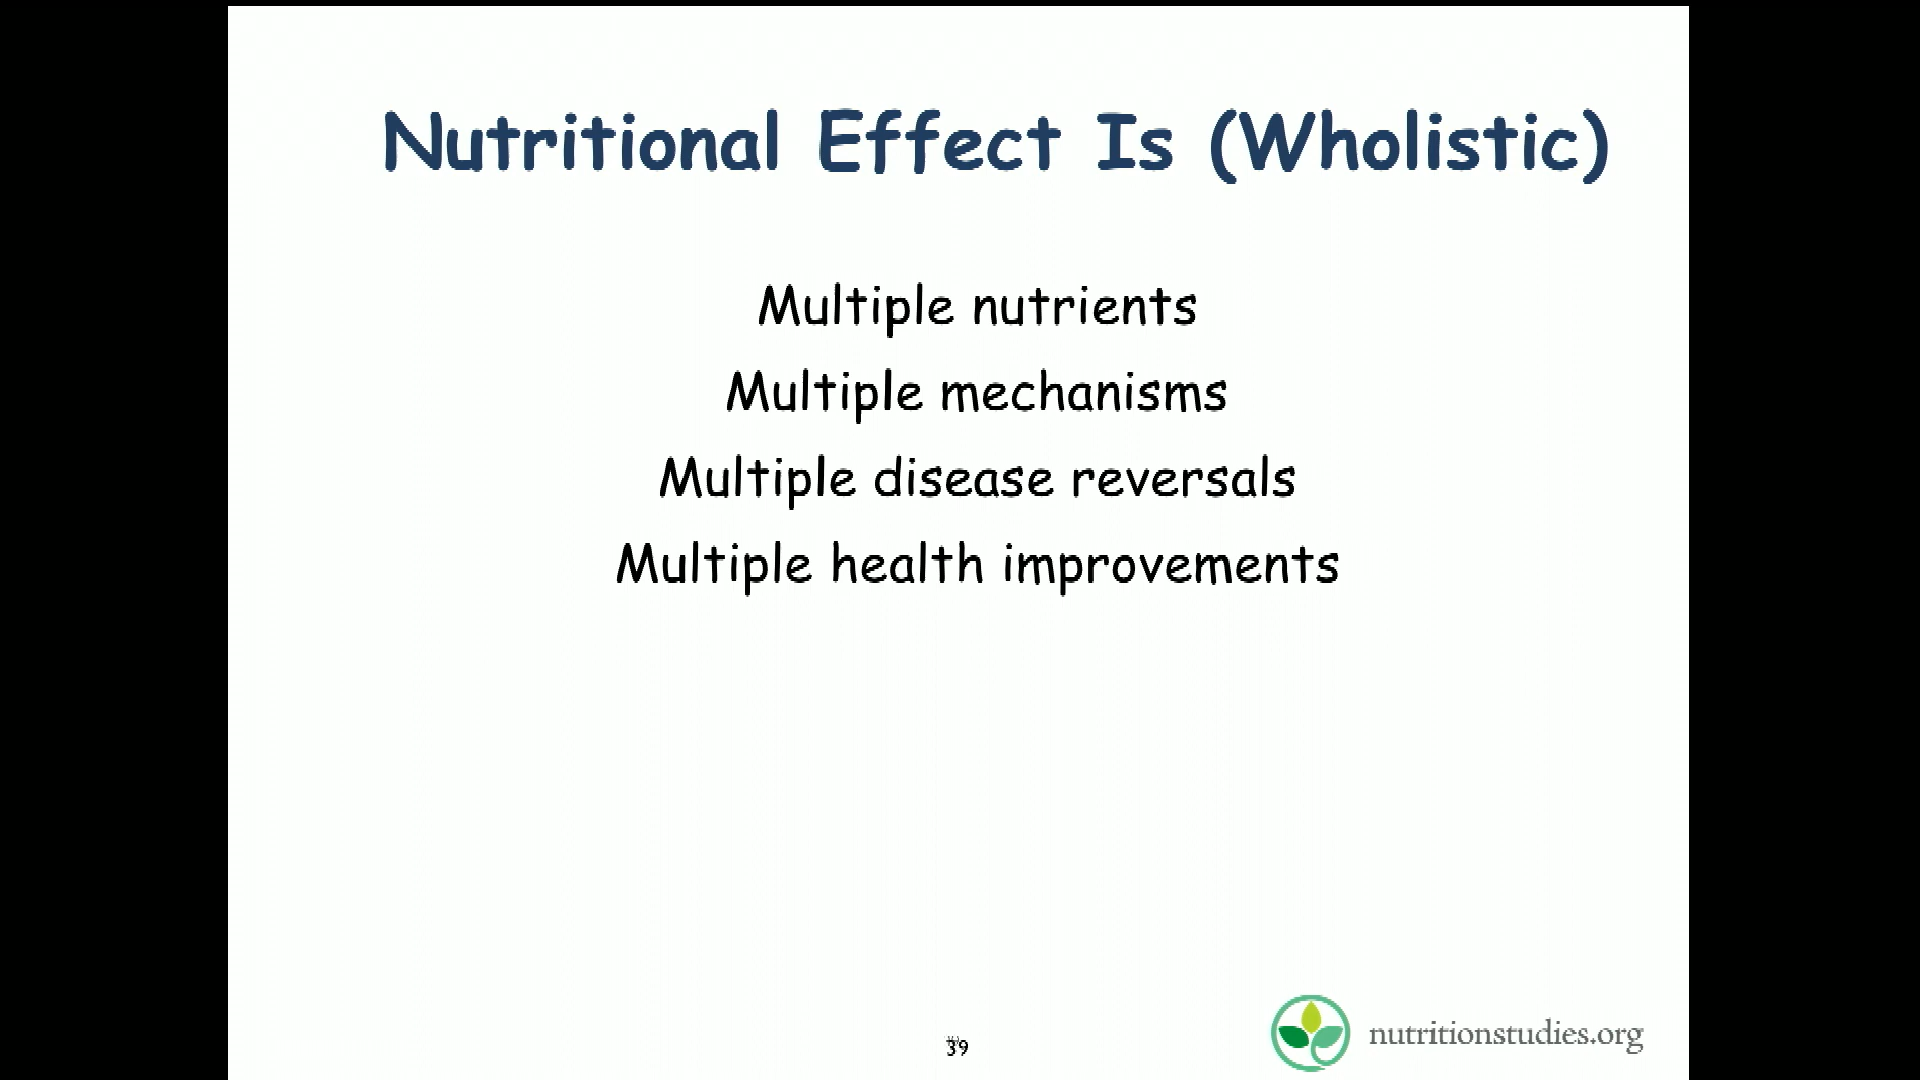 Nutritional Effect Is (Wholistic)
Multiple nutrients
Multiple mechanisms
Multiple disease reversals
Multiple health improvements
39
nutritionstudies.org